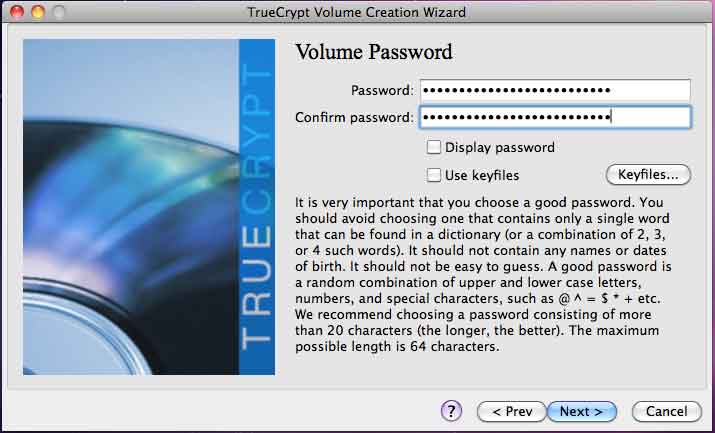 TrueCrypt Volume Creation Wizard
TRUECRYPT
Volume Password
Password: •••••••••••••••••••••••••••
Confirm password: •••••••••••••••••••••••••••
Display password
Use keyfiles
Keyfiles...
It is very important that you choose a good password. You
should avoid choosing one that contains only a single word
that can be found in a dictionary (or a combination of 2, 3,
or 4 such words). It should not contain any names or dates
of birth. It should not be easy to guess. A good password is
a random combination of upper and lower case letters,
numbers, and special characters, such as @ ^ = $ * + etc.
We recommend choosing a password consisting of more
than 20 characters (the longer, the better). The maximum
possible length is 64 characters.
?
< Prev
Next >
Cancel